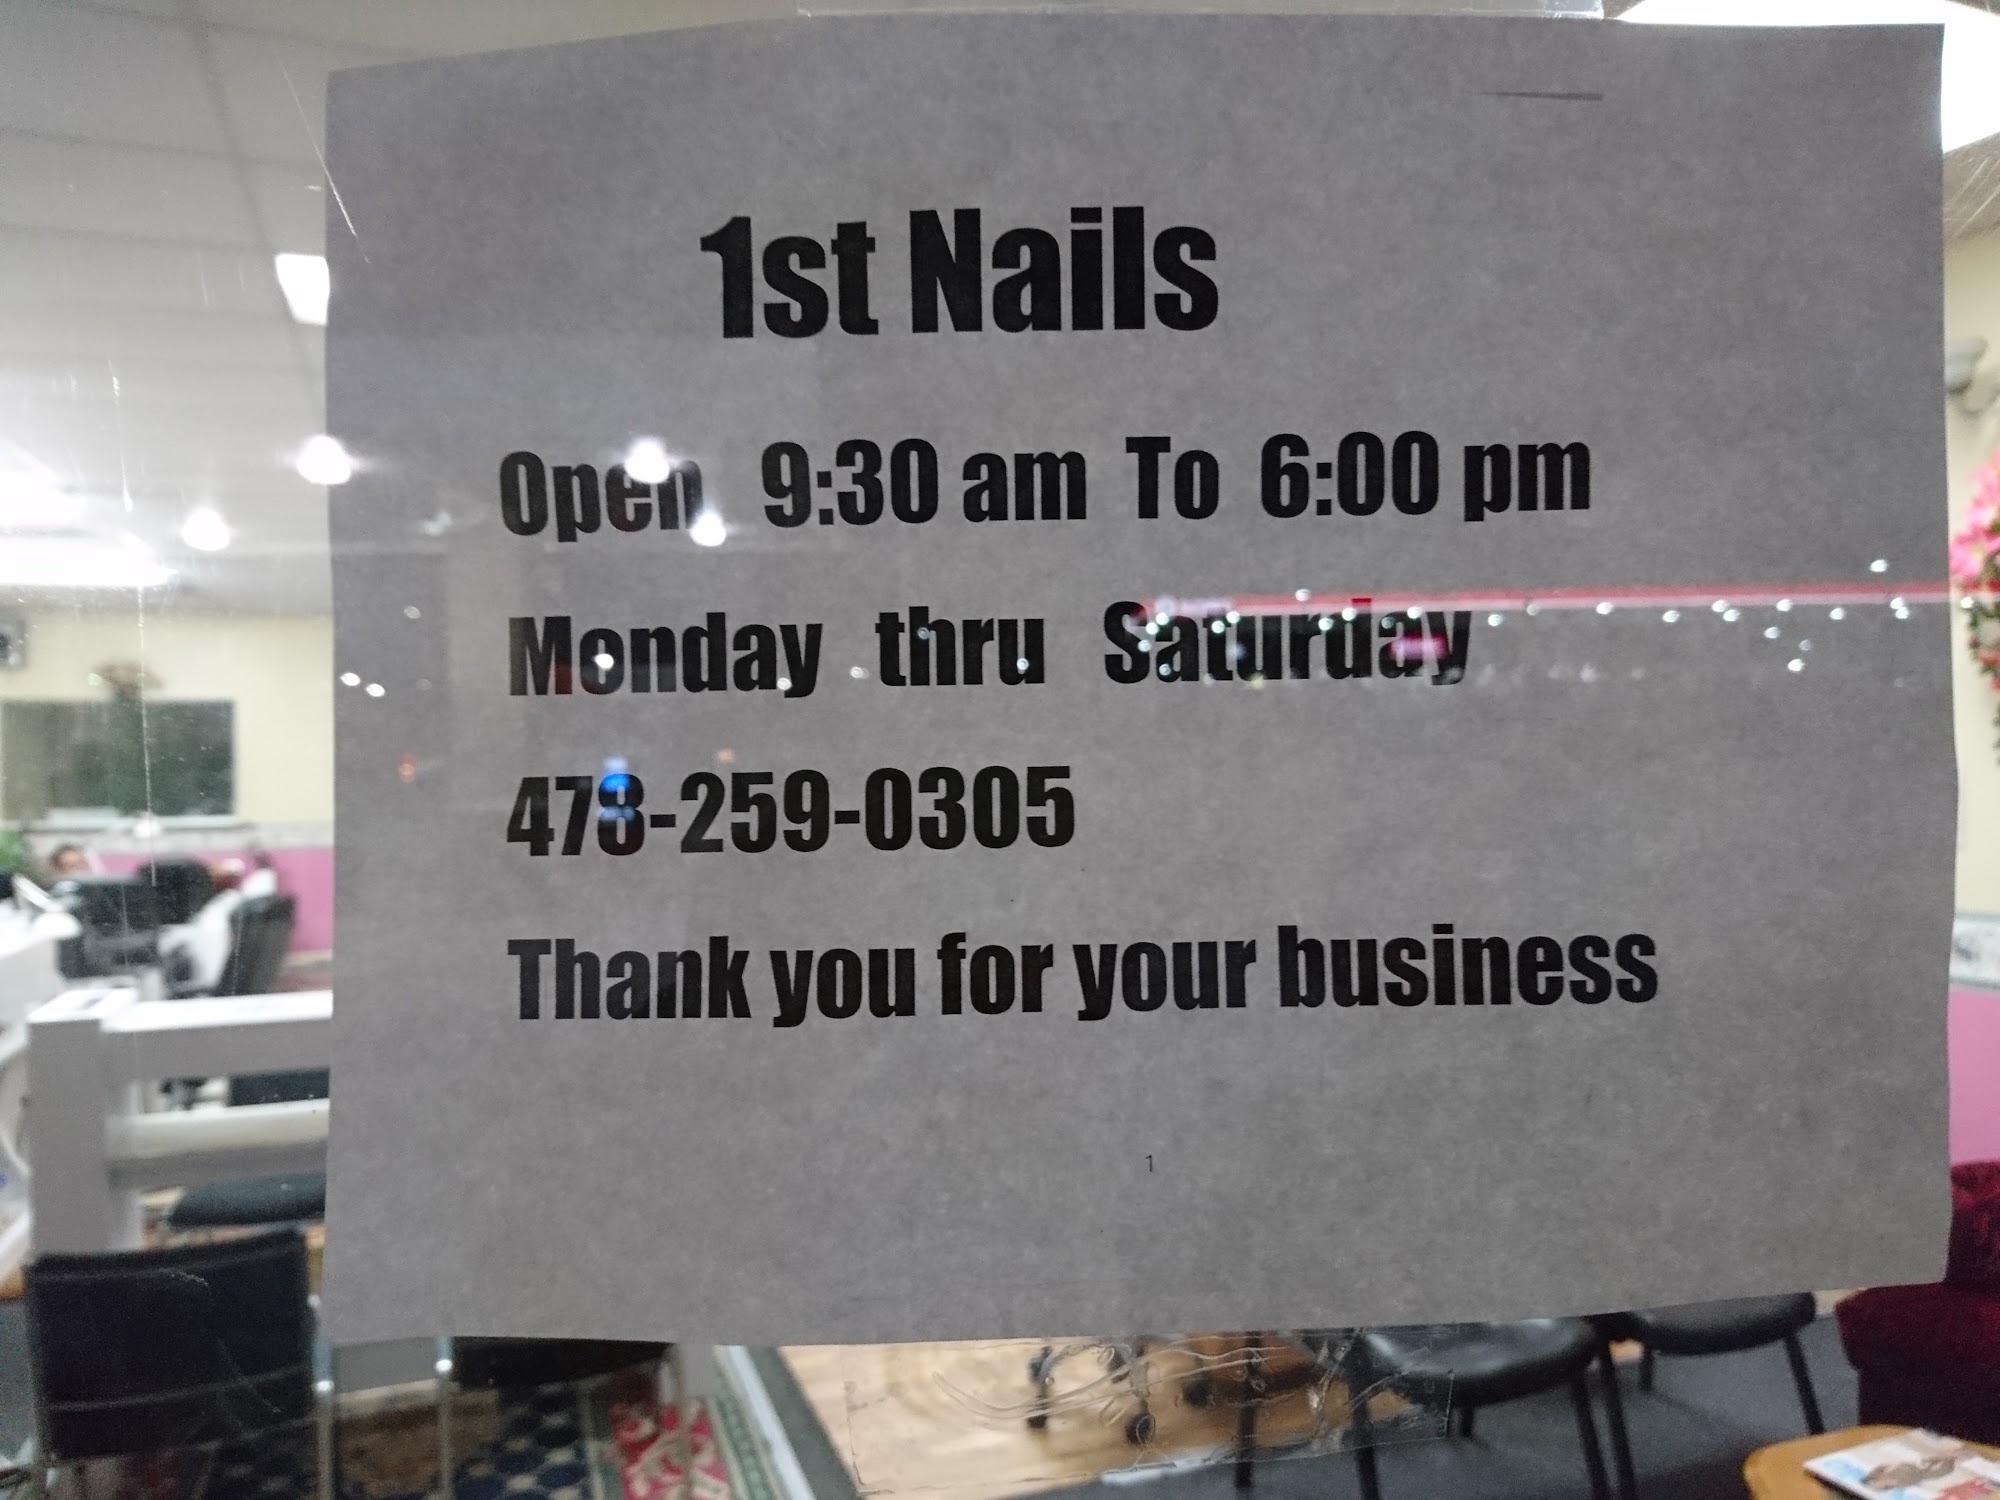 1st Nails
Open 9:30 am To 6:00 pm
Monday thru Saturday
478-259-0305
Thank you for your business
1